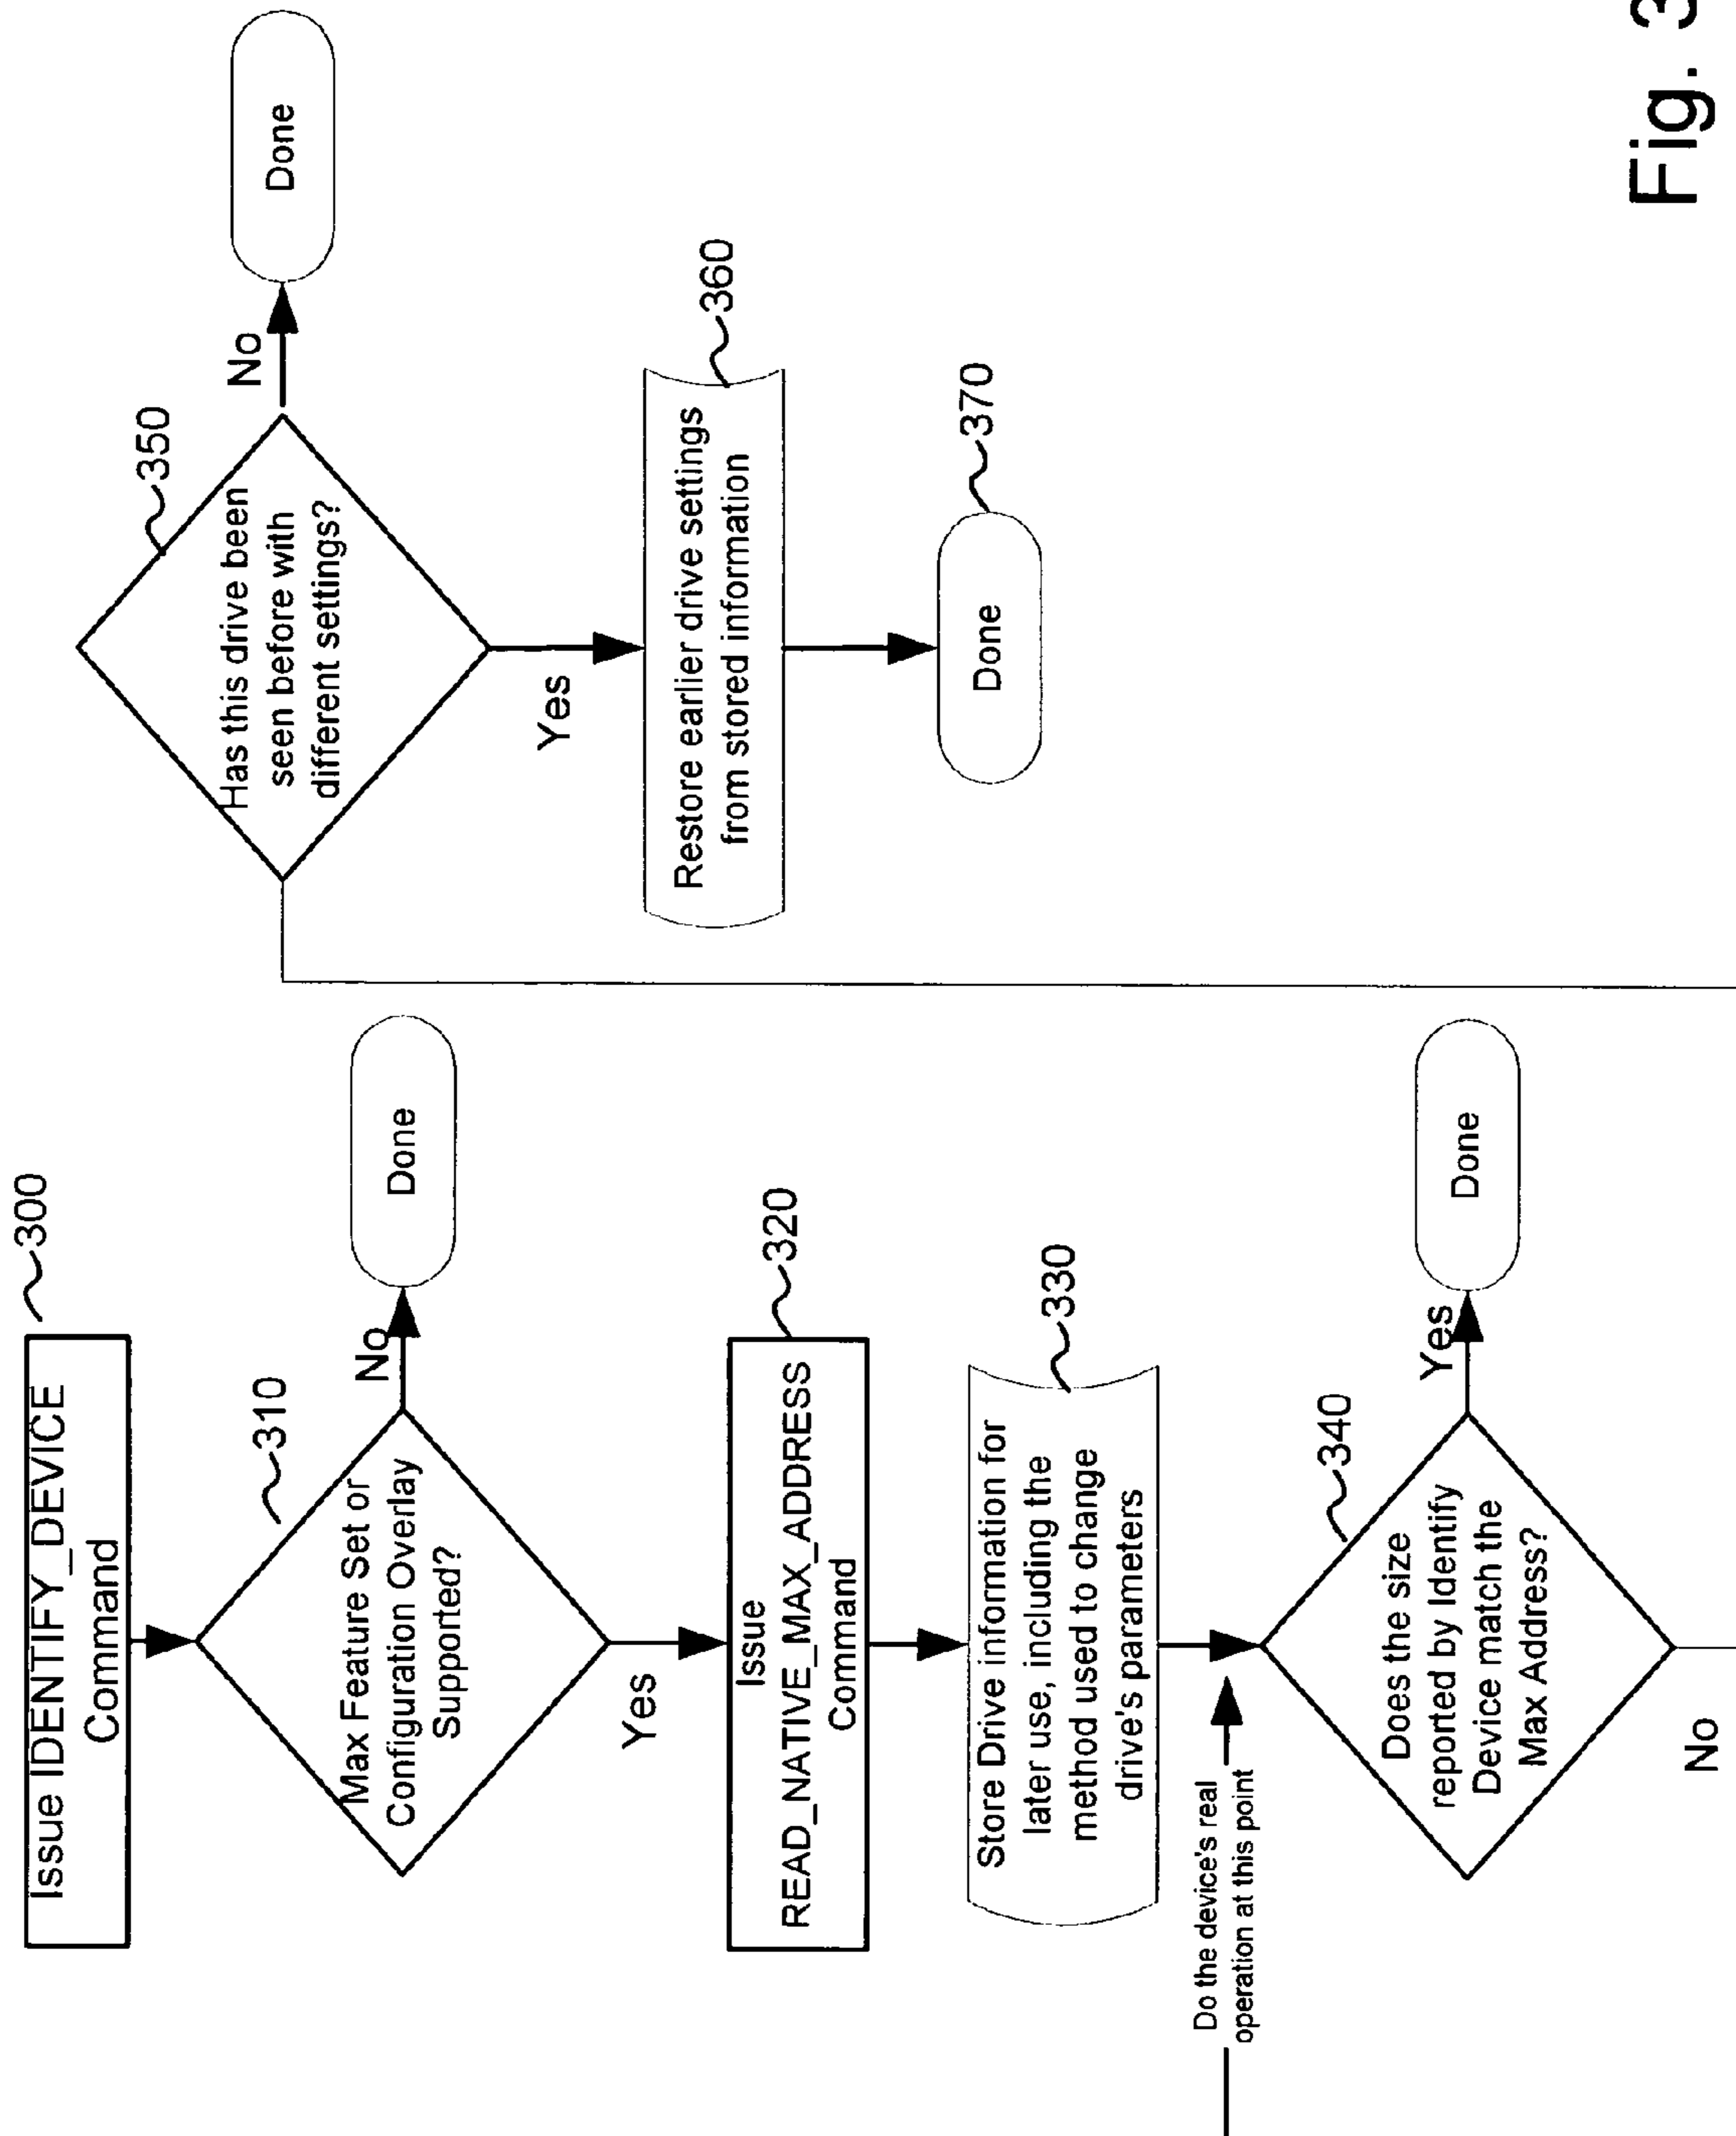 Issue IDENTIFY_DEVICE
Command
300
Max Feature Set or
Configuration Overlay
Supported?
310
No
Done
Yes
Issue
READ_NATIVE_MAX_ADDRESS
Command
320
Store Drive information for
later use, including the
method used to change
drive's parameters
330
Do the device's real
operation at this point
Does the size
reported by Identify
Device match the
Max Address?
340
Yes
Done
No
Has this drive been
seen before with
different settings?
350
No
Done
Yes
Restore earlier drive settings
from stored information
360
Done
370
Fig. 3